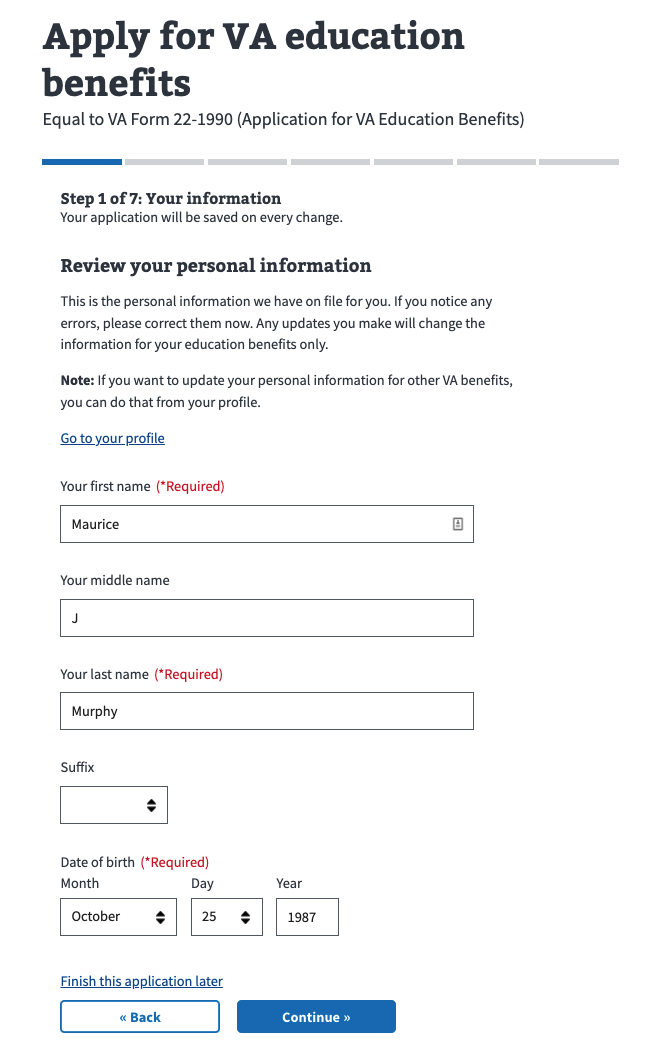 Apply for VA education
benefits
Equal to VA Form 22-1990 (Application for VA Education Benefits)
Step 1 of 7: Your information
Your application will be saved on every change.
Review your personal information
This is the personal information we have on file for you. If you notice any
errors, please correct them now. Any updates you make will change the
information for your education benefits only.
Note: If you want to update your personal information for other VA benefits,
you can do that from your profile.
Go to your profile
Your first name (*Required)
Maurice
Your middle name
J
Your last name (*Required)
Murphy
Suffix
Date of birth (*Required)
Month Day Year
October 25 1987
Finish this application later
« Back Continue »